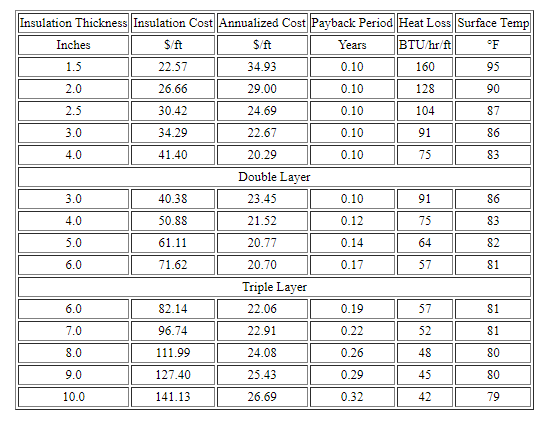 Insulation Thickness Insulation Cost Annualized Cost Payback Period Heat Loss Surface Temp
Inches $/ft $/ft Years BTU/hr/ft °F
1.5 22.57 34.93 0.10 160 95
2.0 26.66 29.00 0.10 128 90
2.5 30.42 24.69 0.10 104 87
3.0 34.29 22.67 0.10 91 86
4.0 41.40 20.29 0.10 75 83
Double Layer
3.0 40.38 23.45 0.10 91 86
4.0 50.88 21.52 0.12 75 83
5.0 61.11 20.77 0.14 64 82
6.0 71.62 20.70 0.17 57 81
Triple Layer
6.0 82.14 22.06 0.19 57 81
7.0 96.74 22.91 0.22 52 81
8.0 111.99 24.08 0.26 48 80
9.0 127.40 25.43 0.29 45 80
10.0 141.13 26.69 0.32 42 79